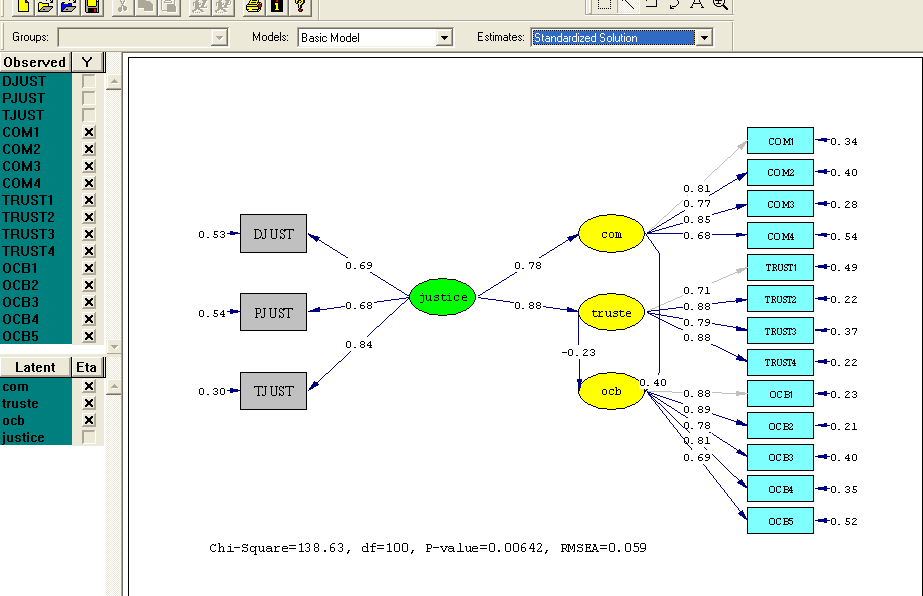 Groups: Models: Basic Model Estimates: Standardized Solution
Observed Y
DJUST
PJUST
TJUST
COM1
COM2
COM3
COM4
TRUST1
TRUST2
TRUST3
TRUST4
OCB1
OCB2
OCB3
OCB4
OCB5
Latent Eta
com
truste
ocb
justice
0.53 DJUST
0.54 PJUST
0.30 TJUST
0.69
0.68
0.84
justice
0.78
0.88
com
truste
-0.23
ocb
0.40
0.81
0.77
0.85
0.68
0.71
0.88
0.79
0.88
0.88
0.89
0.78
0.81
0.69
COM1 0.34
COM2 0.40
COM3 0.28
COM4 0.54
TRUST1 0.49
TRUST2 0.22
TRUST3 0.37
TRUST4 0.22
OCB1 0.23
OCB2 0.21
OCB3 0.40
OCB4 0.35
OCB5 0.52
Chi-Square=138.63, df=100, P-value=0.00642, RMSEA=0.059